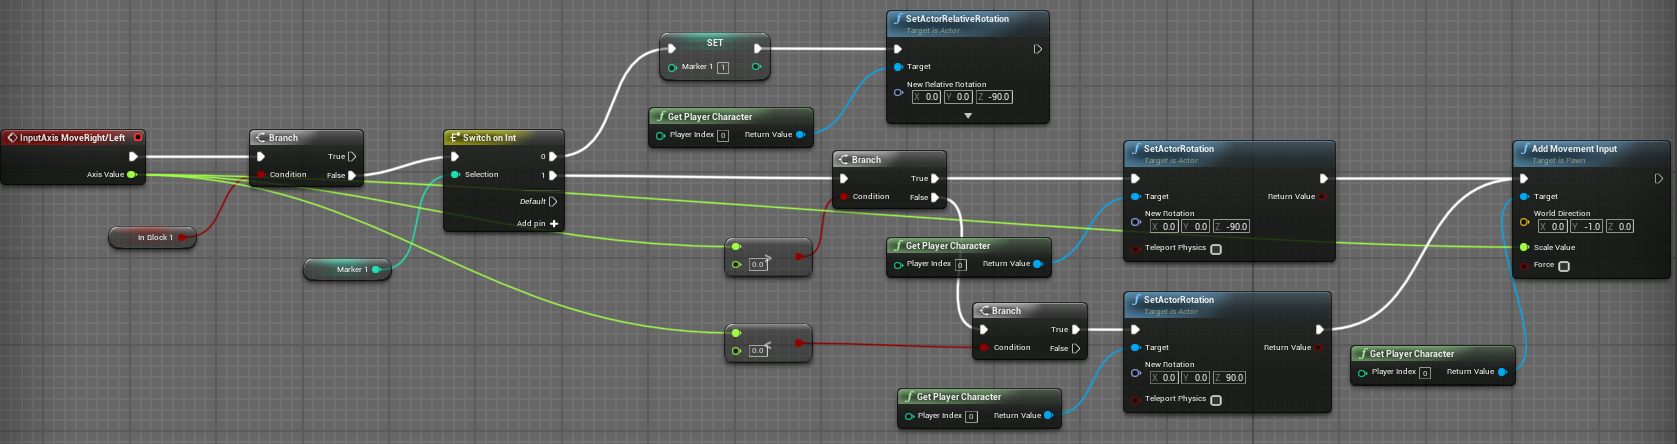 SetActorRelativeRotation
Target is Actor
SET
Marker 1 1
Target
New Relative Rotation
X 0.0 Y 0.0 Z -90.0
Get Player Character
Player Index 0 Return Value
InputAxis MoveRight/Left
Axis Value
Branch
True
Condition False
Switch on Int
0
Selection 1
Default
Add pin
In Block 1
Marker 1
Branch
True
Condition False
0.0 >
0.0 <
Get Player Character
Player Index 0 Return Value
SetActorRotation
Target is Actor
Target Return Value
New Rotation
X 0.0 Y 0.0 Z -90.0
Teleport Physics
Add Movement Input
Target is Pawn
Target
World Direction
X 0.0 Y -1.0 Z 0.0
Scale Value
Force
Branch
True
Condition False
SetActorRotation
Target is Actor
Target Return Value
New Rotation
X 0.0 Y 0.0 Z 90.0
Teleport Physics
Get Player Character
Player Index 0 Return Value
Get Player Character
Player Index 0 Return Value